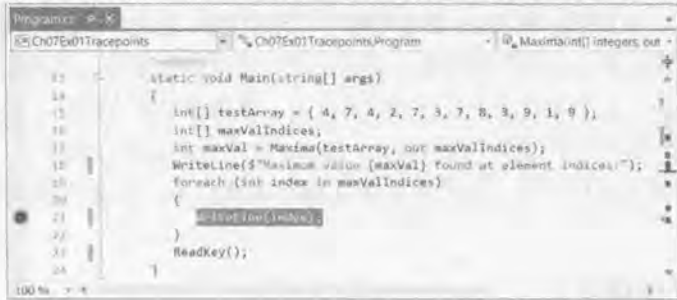 Program.cs
Ch07Ex01Tracepoints
Ch07Ex01Tracepoints.Program
Maxima(int[] integers, out
13 static void Main(string[] args)
14 {
15 int[] testArray = { 4, 7, 4, 2, 7, 3, 7, 8, 3, 9, 1, 9 };
16 int[] maxValIndices;
17 int maxVal = Maxima(testArray, out maxValIndices);
18 WriteLine($"Maximum value {maxVal} found at element indices:");
19 foreach (int index in maxValIndices)
20 {
21 WriteLine(index);
22 }
23 ReadKey();
24 }
100 %